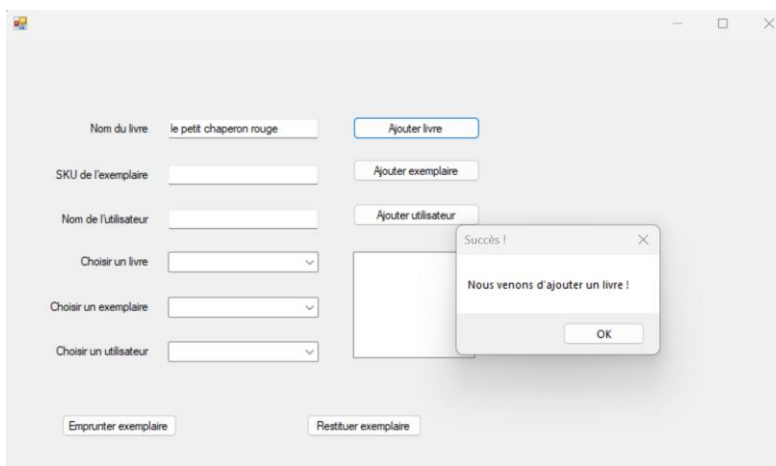 Nom du livre
le petit chaperon rouge
Ajouter livre
SKU de l'exemplaire
Ajouter exemplaire
Nom de l'utilisateur
Ajouter utilisateur
Succès !
Choisir un livre
Nous venons d'ajouter un livre !
Choisir un exemplaire
OK
Choisir un utilisateur
Emprunter exemplaire
Restituer exemplaire